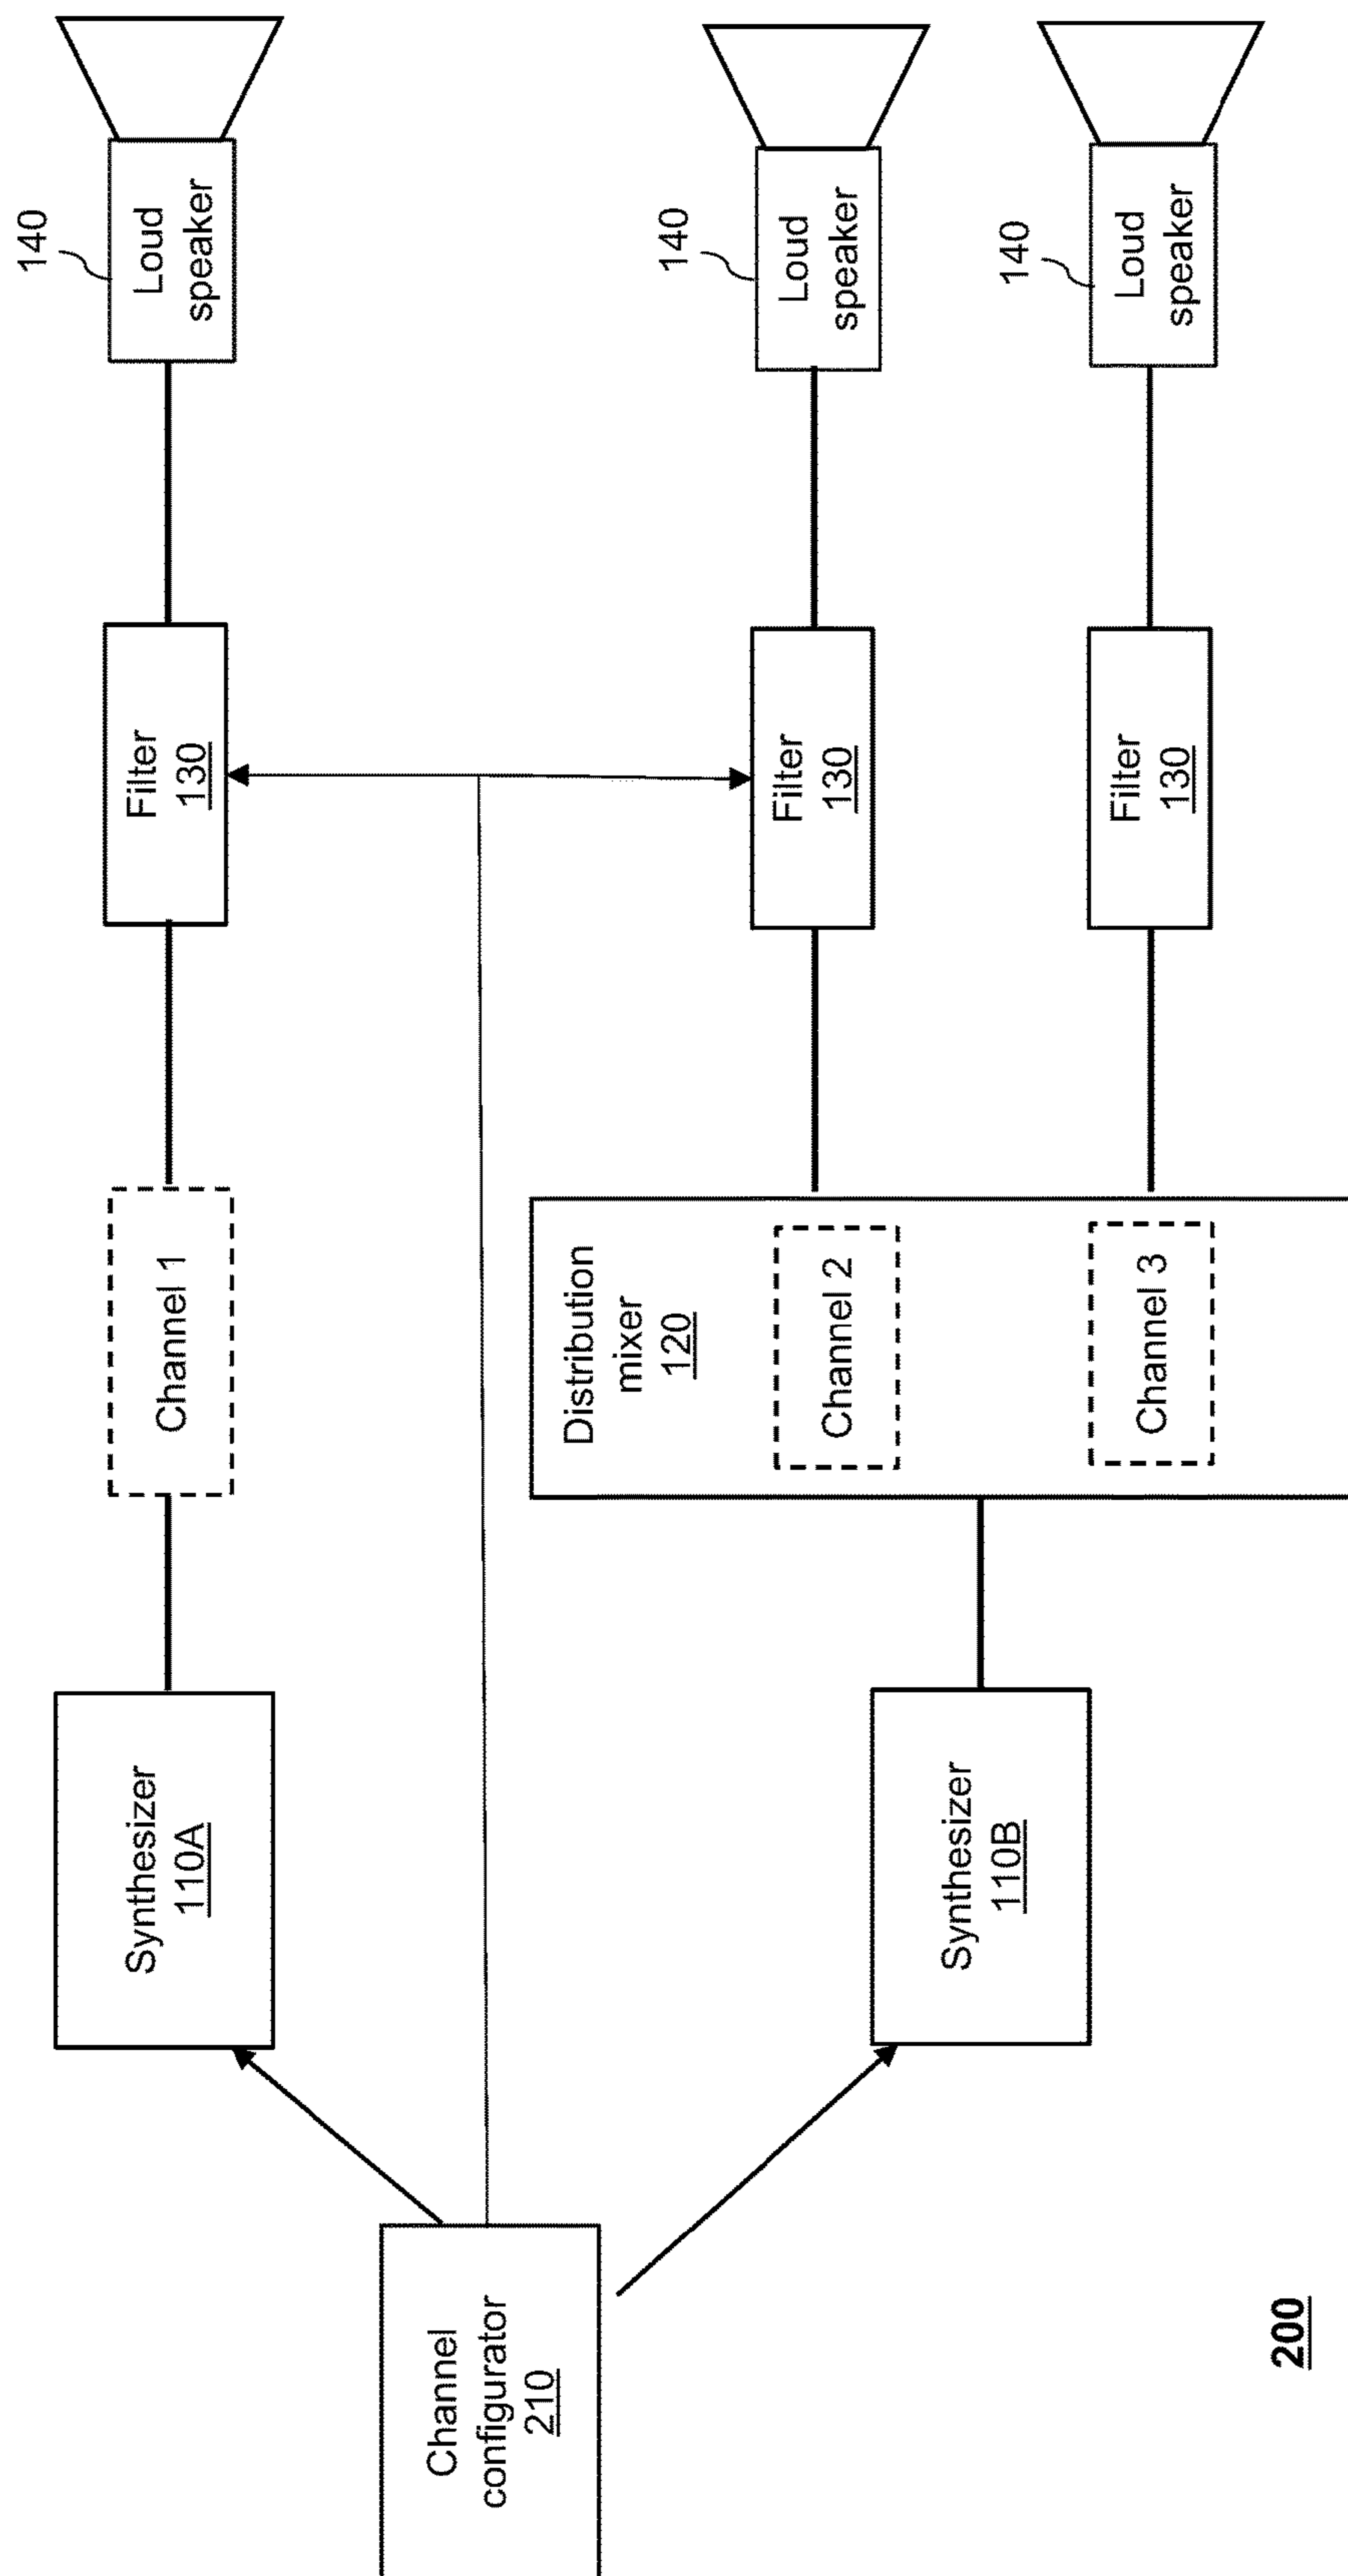 Channel
configurator
210
Synthesizer
110A
Channel 1
Filter
130
Loud
speaker
140
Synthesizer
110B
Distribution
mixer
120
Channel 2
Filter
130
Loud
speaker
140
Channel 3
Filter
130
Loud
speaker
140
200